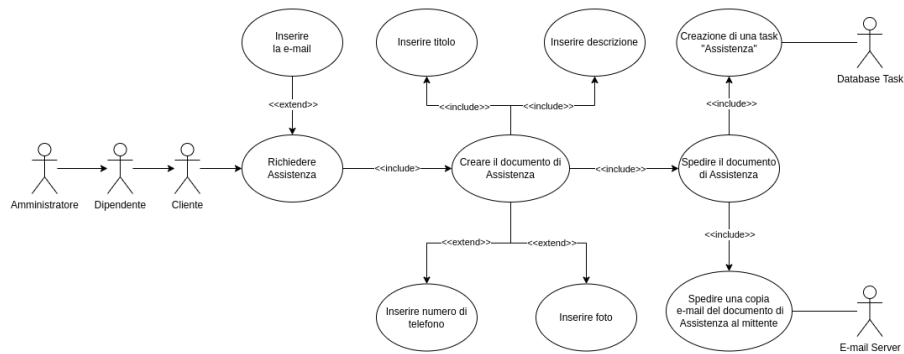 Inserire
la e-mail
Inserire titolo
Inserire descrizione
Creazione di una task
"Assistenza"
Database Task
<<extend>>
<<include>>
<<include>>
<<include>>
Amministratore
Dipendente
Cliente
Richiedere
Assistenza
<<include>
Creare il documento di
Assistenza
<<include>>
Spedire il documento
di Assistenza
<<extend>>
<<extend>>
<<include>>
Inserire numero di
telefono
Inserire foto
Spedire una copia
e-mail del documento di
Assistenza al mittente
E-mail Server